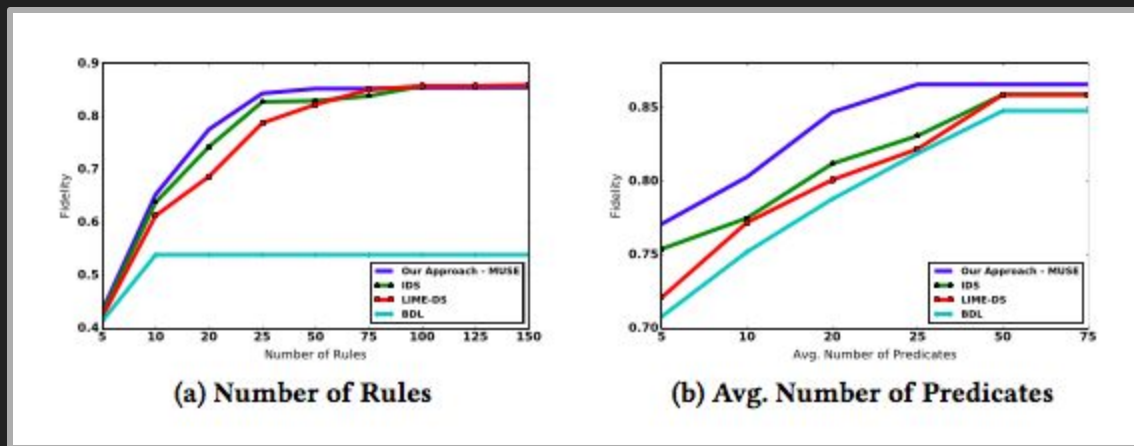 0.9
0.8
0.7
0.6
0.5
0.4
Fidelity
5 10 20 25 50 75 100 125 150
Number of Rules
Our Approach - MUSE
IDS
LIME-DS
BDL
(a) Number of Rules
0.85
0.80
0.75
0.70
Fidelity
5 10 20 25 50 75
Avg. Number of Predicates
Our Approach - MUSE
IDS
LIME-DS
BDL
(b) Avg. Number of Predicates